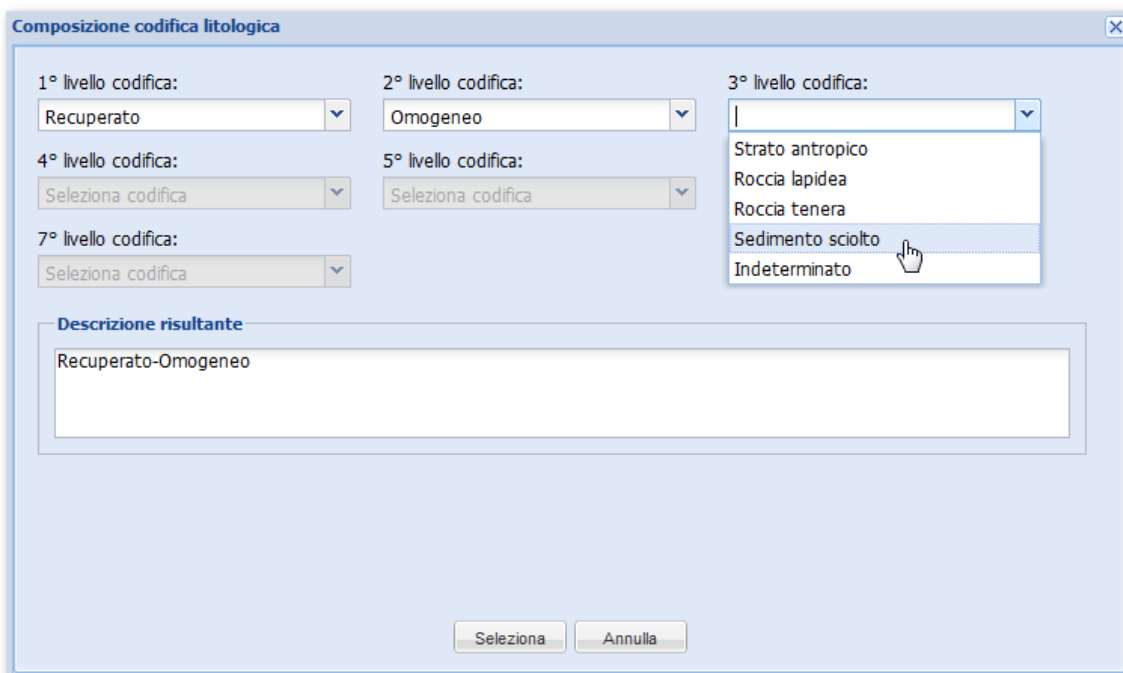 Composizione codifica litologica
1° livello codifica: 2° livello codifica: 3° livello codifica:
Recuperato Omogeneo
4° livello codifica: 5° livello codifica:
Seleziona codifica Seleziona codifica
7° livello codifica:
Seleziona codifica
Strato antropico
Roccia lapidea
Roccia tenera
Sedimento sciolto
Indeterminato
Descrizione risultante
Recuperato-Omogeneo
Seleziona Annulla